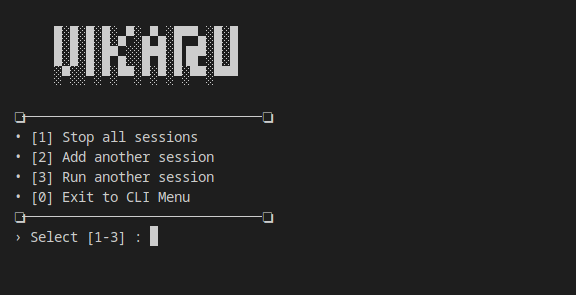 VIKARU
• [1] Stop all sessions
• [2] Add another session
• [3] Run another session
• [0] Exit to CLI Menu
› Select [1-3] :